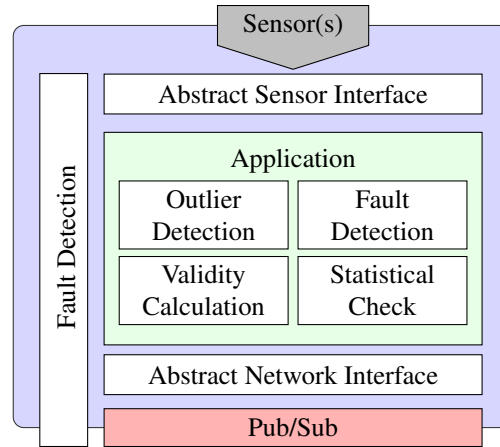 Sensor(s)
Abstract Sensor Interface
Fault Detection
Application
Outlier
Detection
Fault
Detection
Validity
Calculation
Statistical
Check
Abstract Network Interface
Pub/Sub